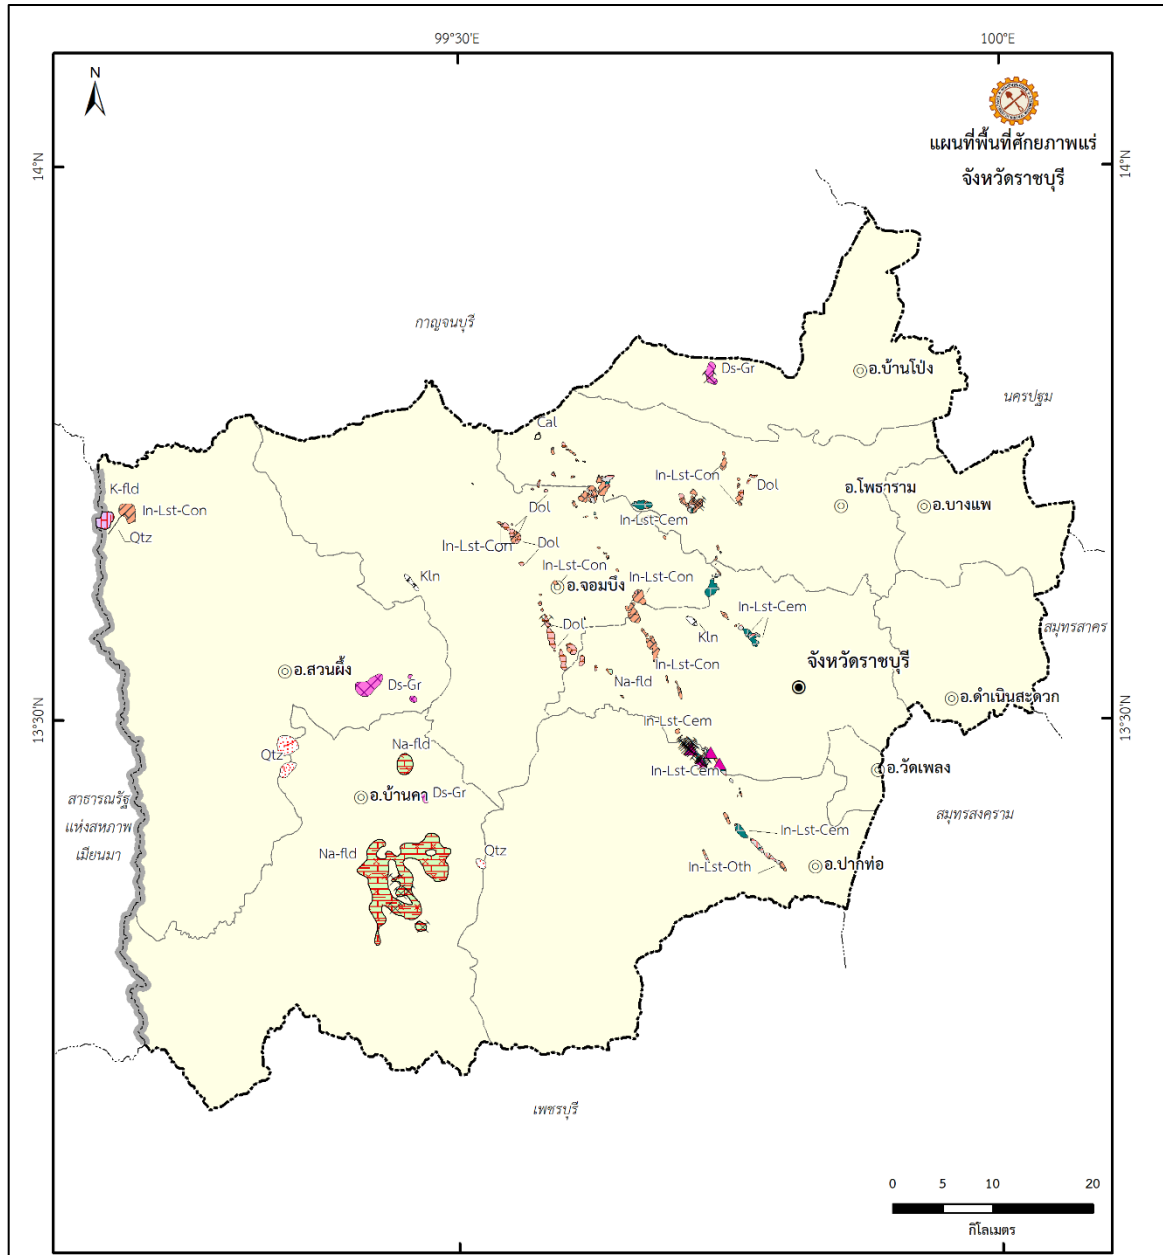 99°30'E
100°E
N
แผนที่พื้นที่ศักยภาพแร่
จังหวัดราชบุรี
14°N
14°N
กาญจนบุรี
Ds-Gr
อ.บ้านโป่ง
นครปฐม
Cal
K-fld
In-Lst-Con
Qtz
In-Lst-Con
Dol
อ.โพธาราม
อ.บางแพ
Dol
In-Lst-Cem
In-Lst-Con
Dol
Kln
In-Lst-Con
อ.จอมบึง
In-Lst-Con
In-Lst-Cem
Dol
Kln
สมุทรสาคร
In-Lst-Con
จังหวัดราชบุรี
อ.สวนผึ้ง
Ds-Gr
Na-fld
อ.ดำเนินสะดวก
13°30'N
13°30'N
In-Lst-Cem
Qtz
Na-fld
In-Lst-Cem
อ.วัดเพลง
สาธารณรัฐ
แห่งสหภาพ
เมียนมา
อ.บ้านคา
Ds-Gr
สมุทรสงคราม
In-Lst-Cem
Na-fld
Qtz
In-Lst-Oth
อ.ปากท่อ
เพชรบุรี
0 5 10 20
กิโลเมตร